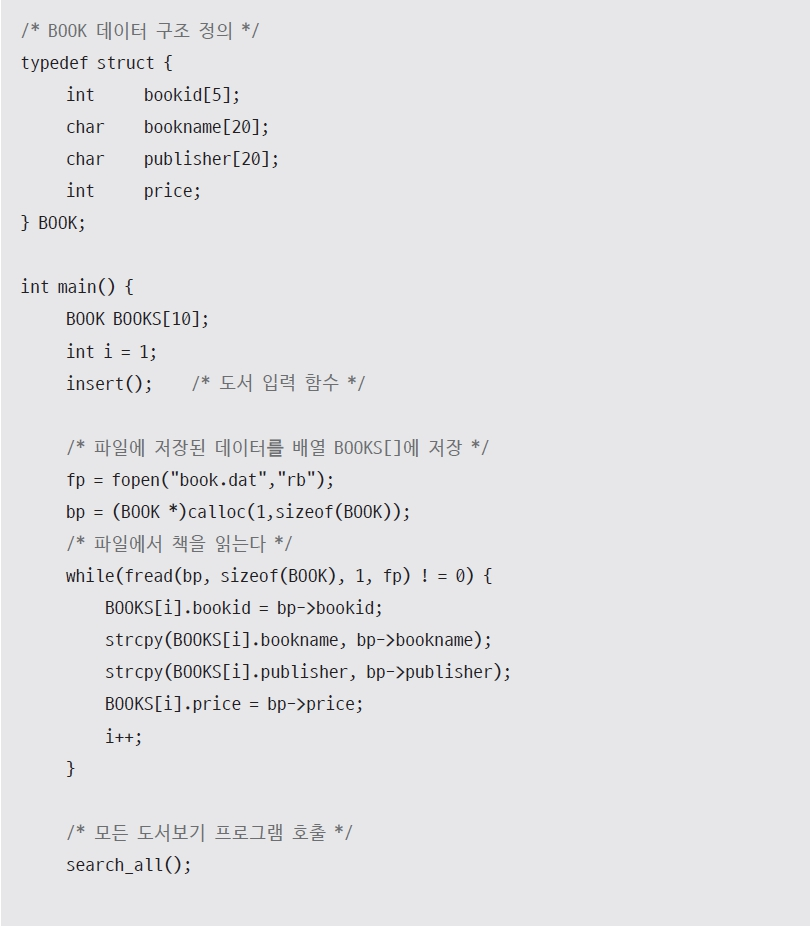 /* BOOK 데이터 구조 정의 */
typedef struct {
int bookid[5];
char bookname[20];
char publisher[20];
int price;
} BOOK;
int main() {
BOOK BOOKS[10];
int i = 1;
insert(); /* 도서 입력 함수 */
/* 파일에 저장된 데이터를 배열 BOOKS[]에 저장 */
fp = fopen("book.dat","rb");
bp = (BOOK *)calloc(1,sizeof(BOOK));
/* 파일에서 책을 읽는다 */
while(fread(bp, sizeof(BOOK), 1, fp) ! = 0) {
BOOKS[i].bookid = bp->bookid;
strcpy(BOOKS[i].bookname, bp->bookname);
strcpy(BOOKS[i].publisher, bp->publisher);
BOOKS[i].price = bp->price;
i++;
}
/* 모든 도서보기 프로그램 호출 */
search_all();